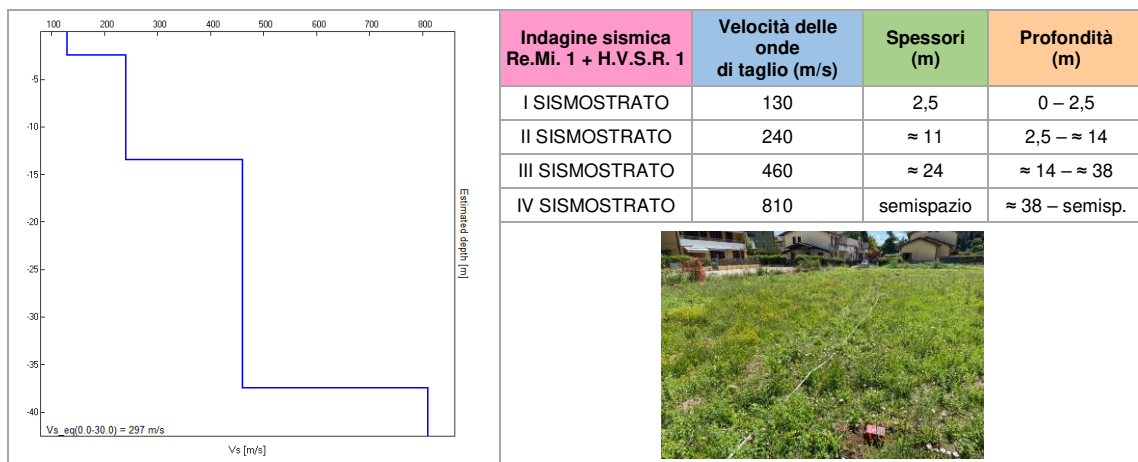 100 200 300 400 500 600 700 800
-5
-10
-15
-20
-25
-30
-35
-40
Estimated depth [m]
Vs_eq(0.0-30.0) = 297 m/s
Vs [m/s]
Indagine sismica
Re.Mi. 1 + H.V.S.R. 1
Velocità delle
onde
di taglio (m/s)
Spessori
(m)
Profondità
(m)
I SISMOSTRATO 130 2,5 0 – 2,5
II SISMOSTRATO 240 ≈ 11 2,5 – ≈ 14
III SISMOSTRATO 460 ≈ 24 ≈ 14 – ≈ 38
IV SISMOSTRATO 810 semispazio ≈ 38 – semisp.